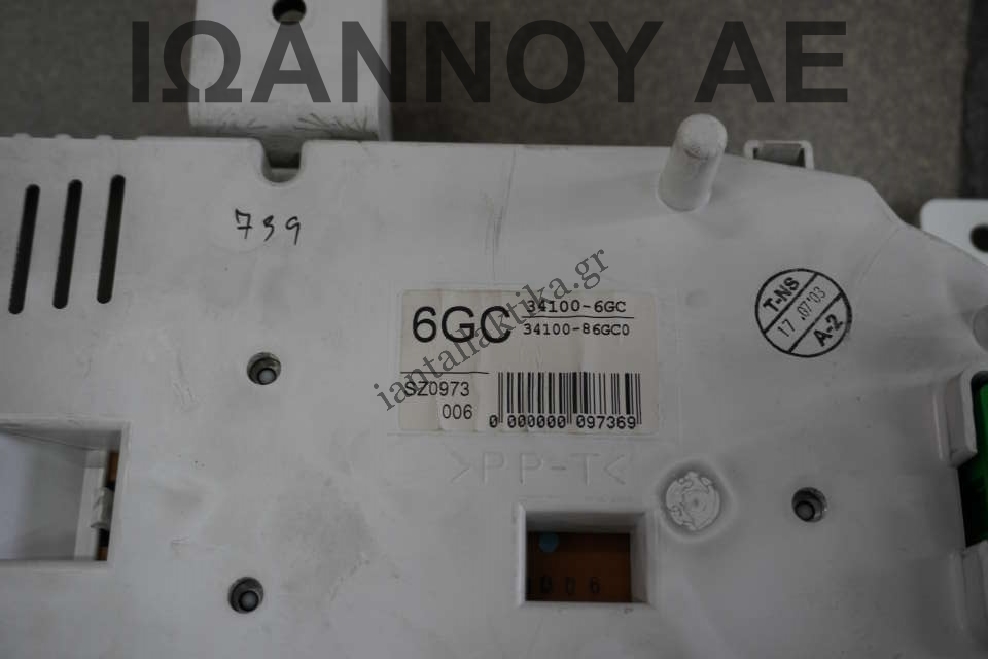 ΙΩΑΝΝΟΥ ΑΕ
739
iantallaktika.gr
6GC
34100-6GC
34100-86GC0
SZ0973
006
0 000000 097369
>PP-T<
T-NS
17.07'03
A-2